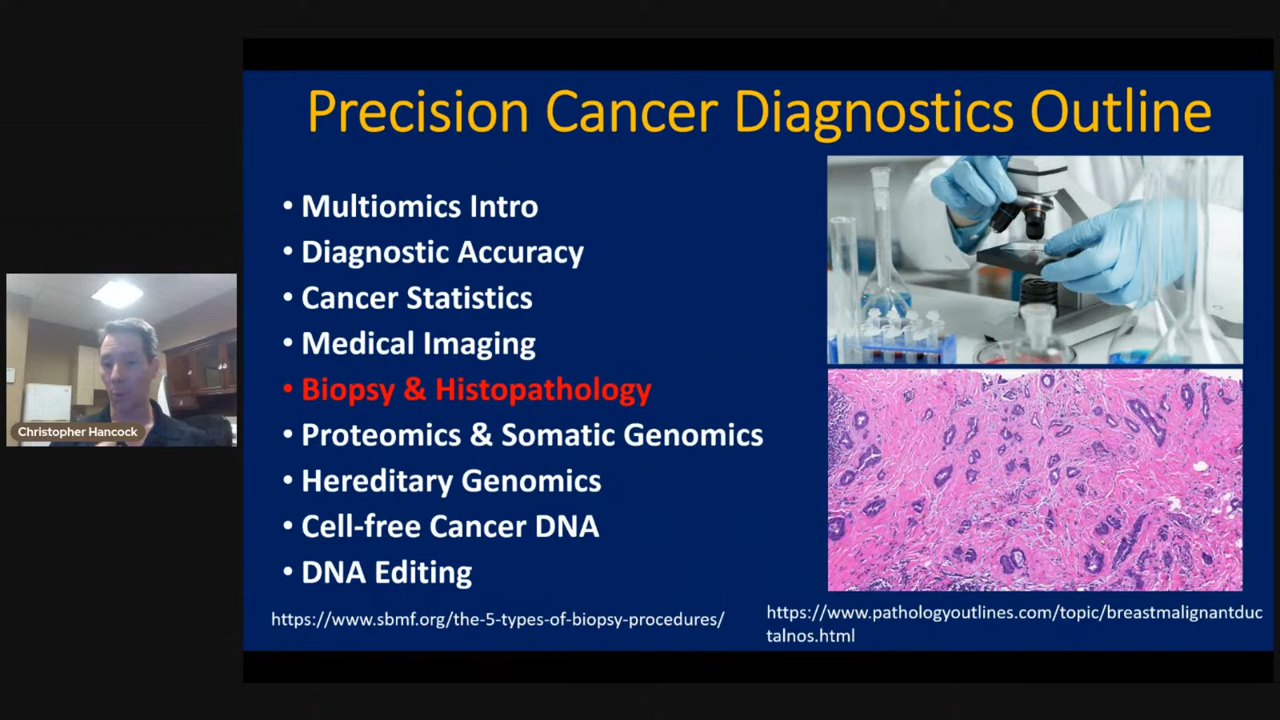 Precision Cancer Diagnostics Outline
• Multiomics Intro
• Diagnostic Accuracy
• Cancer Statistics
• Medical Imaging
• Biopsy & Histopathology
• Proteomics & Somatic Genomics
• Hereditary Genomics
• Cell-free Cancer DNA
• DNA Editing
https://www.sbmf.org/the-5-types-of-biopsy-procedures/
https://www.pathologyoutlines.com/topic/breastmalignantduc
talnos.html
Christopher Hancock